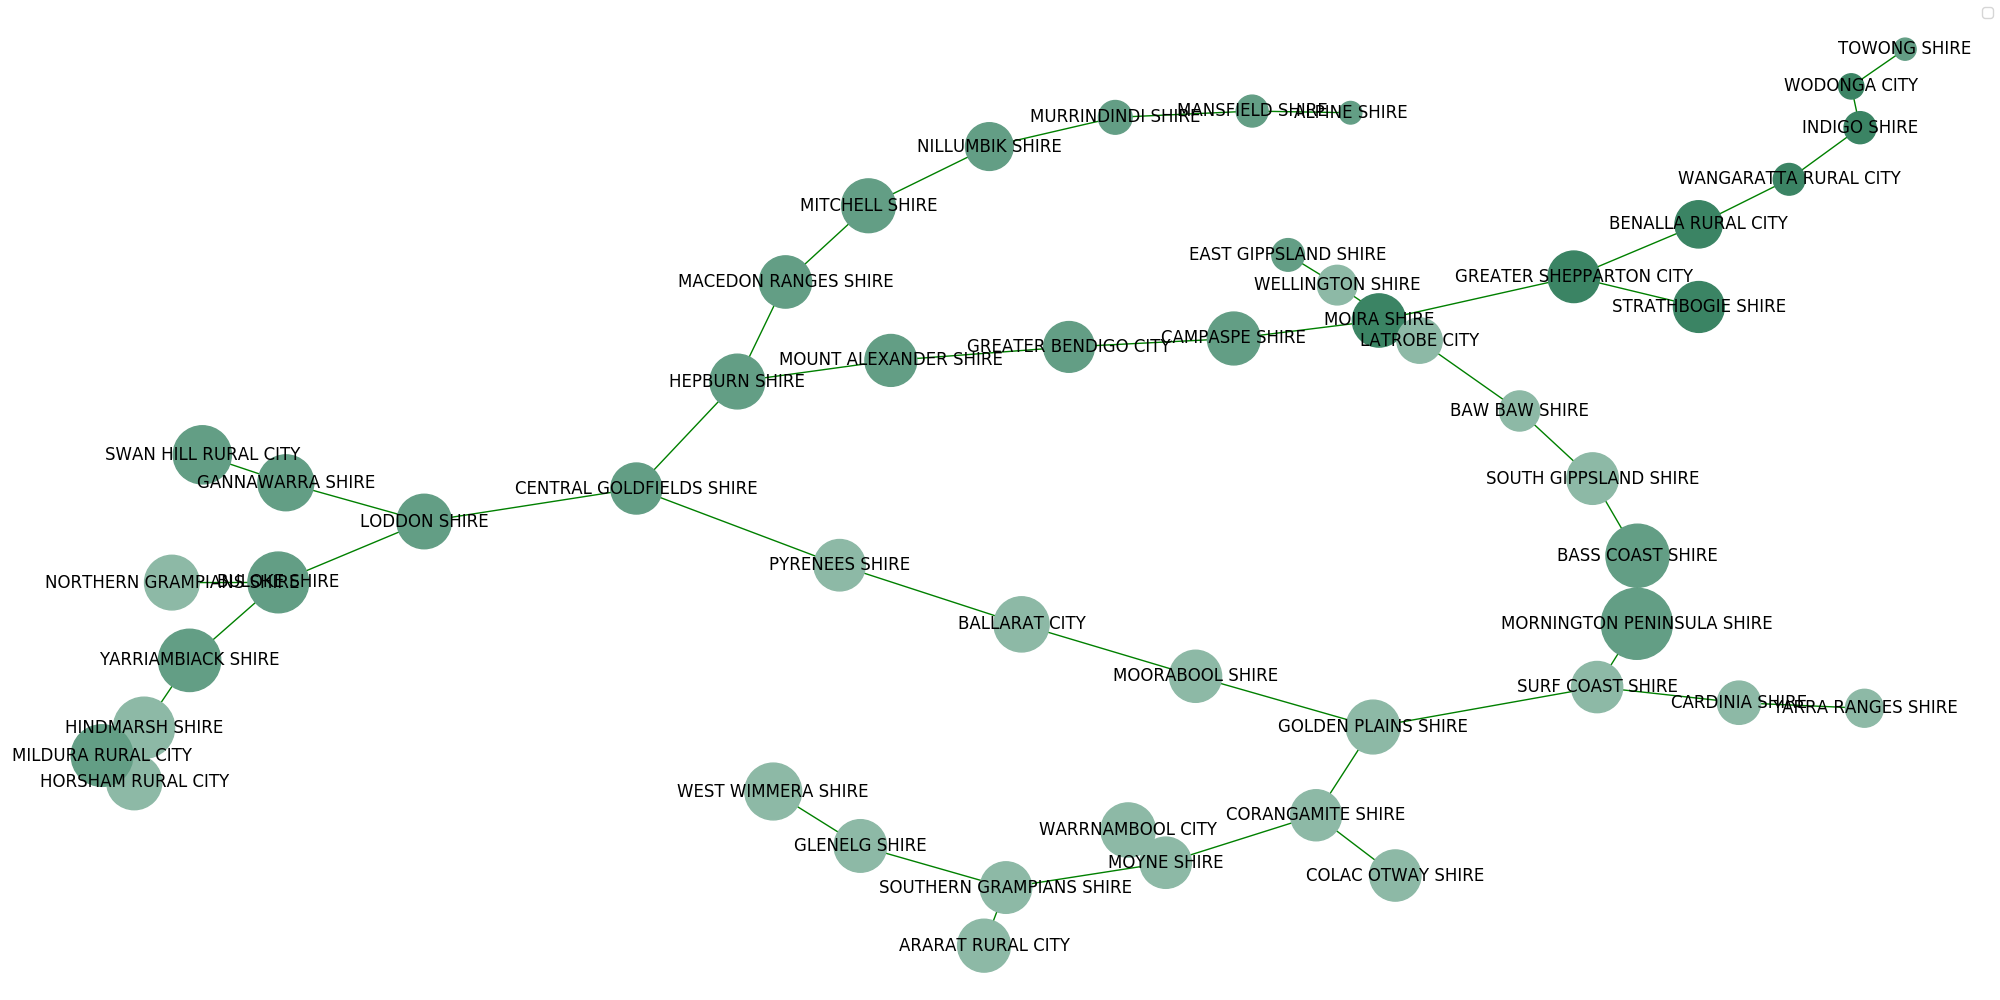 TOWONG SHIRE
WODONGA CITY
MURRINDINDI SHIRE
MANSFIELD SHIRE
ALPINE SHIRE
INDIGO SHIRE
NILLUMBIK SHIRE
WANGARATTA RURAL CITY
MITCHELL SHIRE
BENALLA RURAL CITY
EAST GIPPSLAND SHIRE
MACEDON RANGES SHIRE
WELLINGTON SHIRE
GREATER SHEPPARTON CITY
STRATHBOGIE SHIRE
MOIRA SHIRE
MOUNT ALEXANDER SHIRE
GREATER BENDIGO CITY
CAMPASPE SHIRE
LATROBE CITY
HEPBURN SHIRE
BAW BAW SHIRE
SWAN HILL RURAL CITY
GANNAWARRA SHIRE
CENTRAL GOLDFIELDS SHIRE
SOUTH GIPPSLAND SHIRE
LODDON SHIRE
BASS COAST SHIRE
PYRENEES SHIRE
NORTHERN GRAMPIANS SHIRE
BULOKE SHIRE
BALLARAT CITY
MORNINGTON PENINSULA SHIRE
YARRIAMBIACK SHIRE
MOORABOOL SHIRE
SURF COAST SHIRE
CARDINIA SHIRE
YARRA RANGES SHIRE
HINDMARSH SHIRE
GOLDEN PLAINS SHIRE
MILDURA RURAL CITY
HORSHAM RURAL CITY
WEST WIMMERA SHIRE
CORANGAMITE SHIRE
WARRNAMBOOL CITY
GLENELG SHIRE
MOYNE SHIRE
COLAC OTWAY SHIRE
SOUTHERN GRAMPIANS SHIRE
ARARAT RURAL CITY